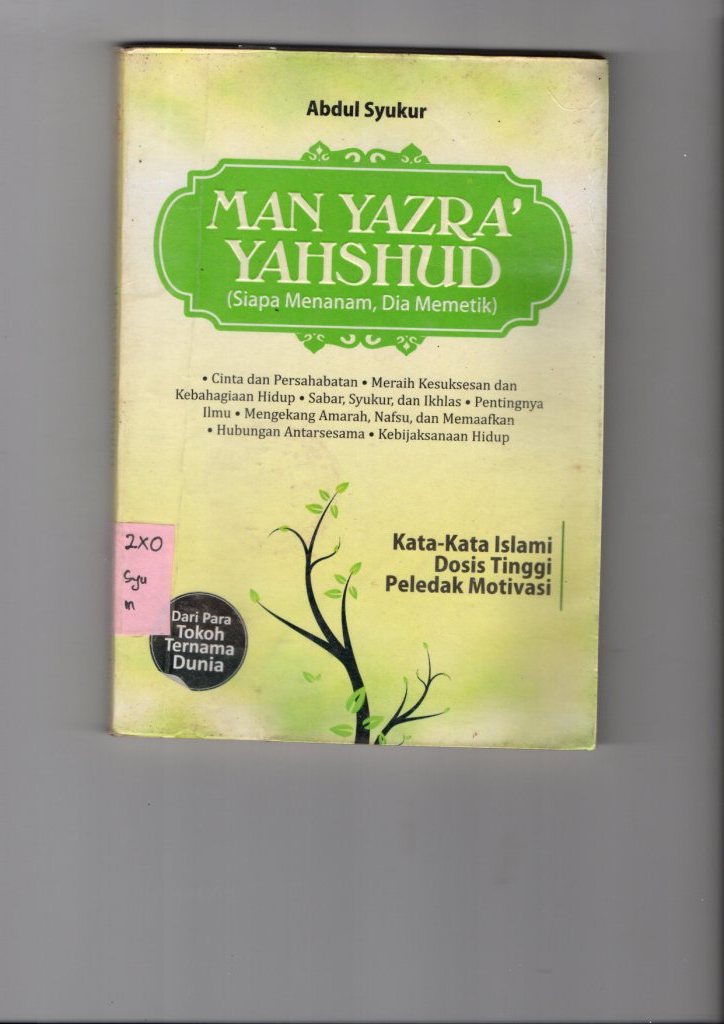 Abdul Syukur
MAN YAZRA'
YAHSHUD
(Siapa Menanam, Dia Memetik)
• Cinta dan Persahabatan • Meraih Kesuksesan dan
Kebahagiaan Hidup • Sabar, Syukur, dan Ikhlas • Pentingnya
Ilmu • Mengekang Amarah, Nafsu, dan Memaafkan
• Hubungan Antarsesama • Kebijaksanaan Hidup
Kata-Kata Islami
Dosis Tinggi
Peledak Motivasi
2X0
Syu
m
Dari Para
Tokoh
Ternama
Dunia